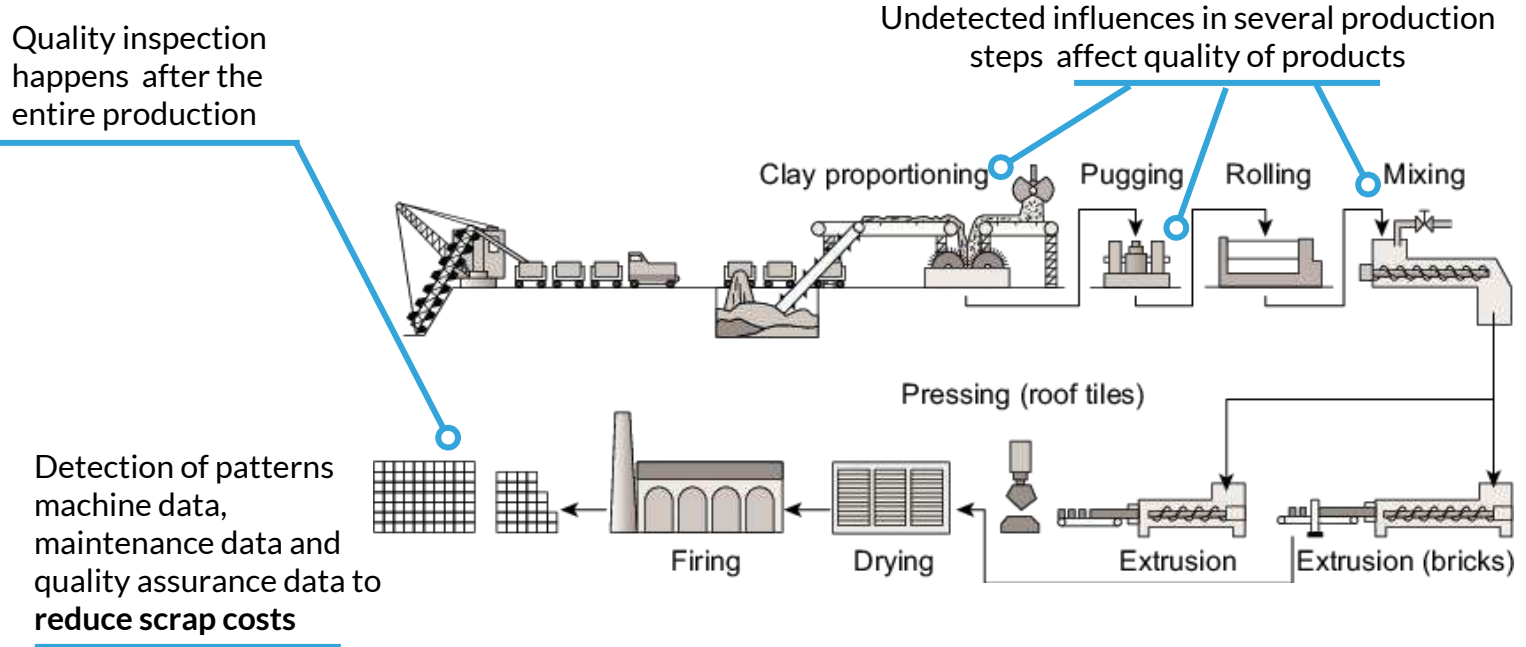 Quality inspection
happens after the
entire production
Undetected influences in several production
steps affect quality of products
Clay proportioning
Pugging
Rolling
Mixing
Pressing (roof tiles)
Detection of patterns
machine data,
maintenance data and
quality assurance data to
reduce scrap costs
Firing
Drying
Extrusion
Extrusion (bricks)